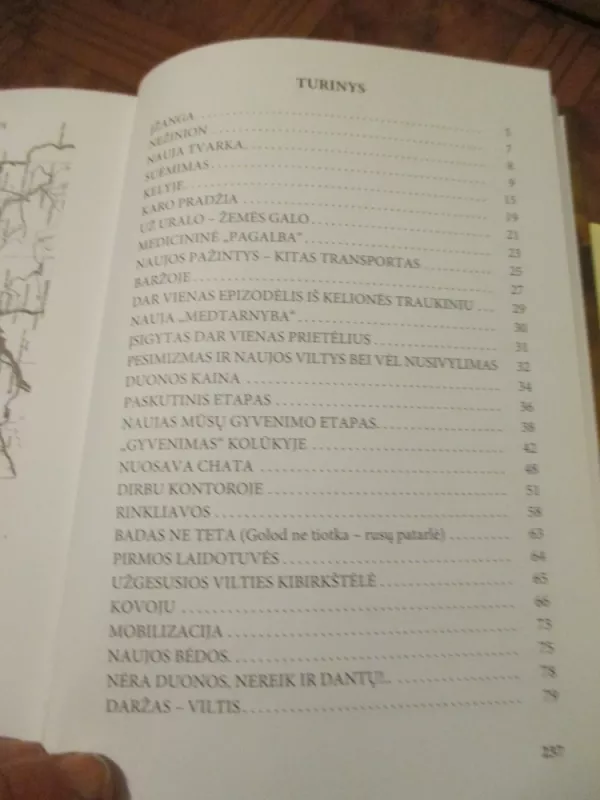 TURINYS
ĮŽANGA 5
NEŽINION 7
NAUJA TVARKA 8
SUĖMIMAS 9
KELYJE 15
KARO PRADŽIA 19
UŽ URALO – ŽEMĖS GALO 21
MEDICININĖ „PAGALBA“ 23
NAUJOS PAŽINTYS – KITAS TRANSPORTAS 25
BARŽOJE 27
DAR VIENAS EPIZODĖLIS IŠ KELIONĖS TRAUKINIU 29
NAUJA „MEDTARNYBA“ 30
ĮSIGYTAS DAR VIENAS PRIETĖLIUS 31
PESIMIZMAS IR NAUJOS VILTYS BEI VĖL NUSIVYLIMAS 32
DUONOS KAINA 34
PASKUTINIS ETAPAS 36
NAUJAS MŪSŲ GYVENIMO ETAPAS 38
„GYVENIMAS“ KOLŪKYJE 42
NUOSAVA CHATA 48
DIRBU KONTOROJE 51
RINKLIAVOS 58
BADAS NE TETA (Golod ne tiotka – rusų patarlė) 63
PIRMOS LAIDOTUVĖS 64
UŽGESUSIOS VILTIES KIBIRKŠTĖLĖ 65
KOVOJU 66
MOBILIZACIJA 73
NAUJOS BĖDOS 75
NĖRA DUONOS, NEREIK IR DANTŲ!.. 78
DARŽAS – VILTIS 79
237